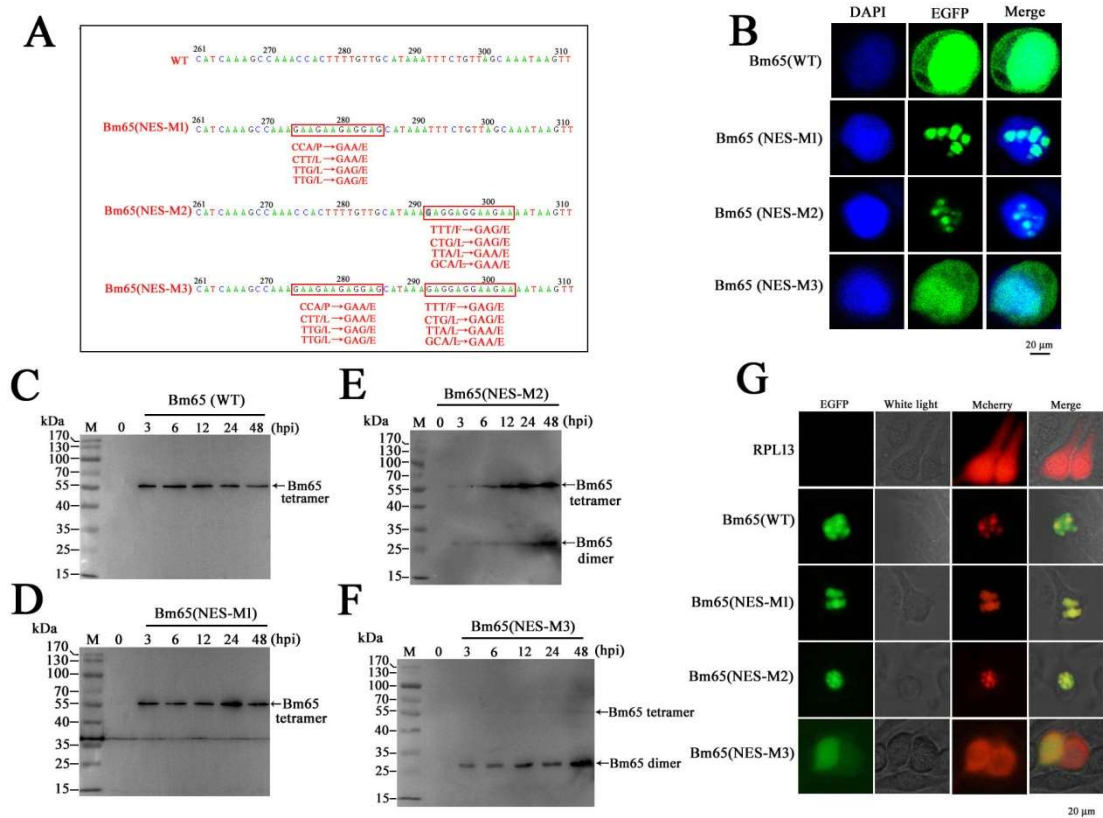 A
261 270 280 290 300 310
WT CATCAAAGCCAAACCACTTTTGTTGCATAAATTTCTGTTAGCAAATAAGTT
261 270 280 290 300 310
Bm65(NES-M1) CATCAAAGCCAAAGAAGAAGAGGAGCATAAATTTCTGTTAGCAAATAAGTT
CCA/P→GAA/E
CTT/L→GAA/E
TTG/L→GAG/E
TTG/L→GAG/E
261 270 280 290 300 310
Bm65(NES-M2) CATCAAAGCCAAACCACTTTTGTTGCATAAAGAGGAGGAAGAAAATAAGTT
TTT/F→GAG/E
CTG/L→GAG/E
TTA/L→GAA/E
GCA/L→GAA/E
261 270 280 290 300 310
Bm65(NES-M3) CATCAAAGCCAAAGAAGAAGAGGAGCATAAAGAGGAGGAAGAAAATAAGTT
CCA/P→GAA/E TTT/F→GAG/E
CTT/L→GAA/E CTG/L→GAG/E
TTG/L→GAG/E TTA/L→GAA/E
TTG/L→GAG/E GCA/L→GAA/E
B
DAPI EGFP Merge
Bm65(WT)
Bm65 (NES-M1)
Bm65 (NES-M2)
Bm65 (NES-M3)
20 μm
C
Bm65 (WT)
kDa M 0 3 6 12 24 48 (hpi)
170
130
100
70
55 Bm65
tetramer
40
35
25
15
D
Bm65(NES-M1)
kDa M 0 3 6 12 24 48 (hpi)
170
130
100
70
55 Bm65
tetramer
40
35
25
15
E
Bm65(NES-M2)
kDa M 0 3 6 12 24 48 (hpi)
170
130
100
70
55 Bm65
tetramer
40
35
25 Bm65
dimer
15
F
Bm65(NES-M3)
kDa M 0 3 6 12 24 48 (hpi)
170
130
100
70
55 Bm65 tetramer
40
35
25 Bm65 dimer
15
G
EGFP White light Mcherry Merge
RPL13
Bm65(WT)
Bm65(NES-M1)
Bm65(NES-M2)
Bm65(NES-M3)
20 μm